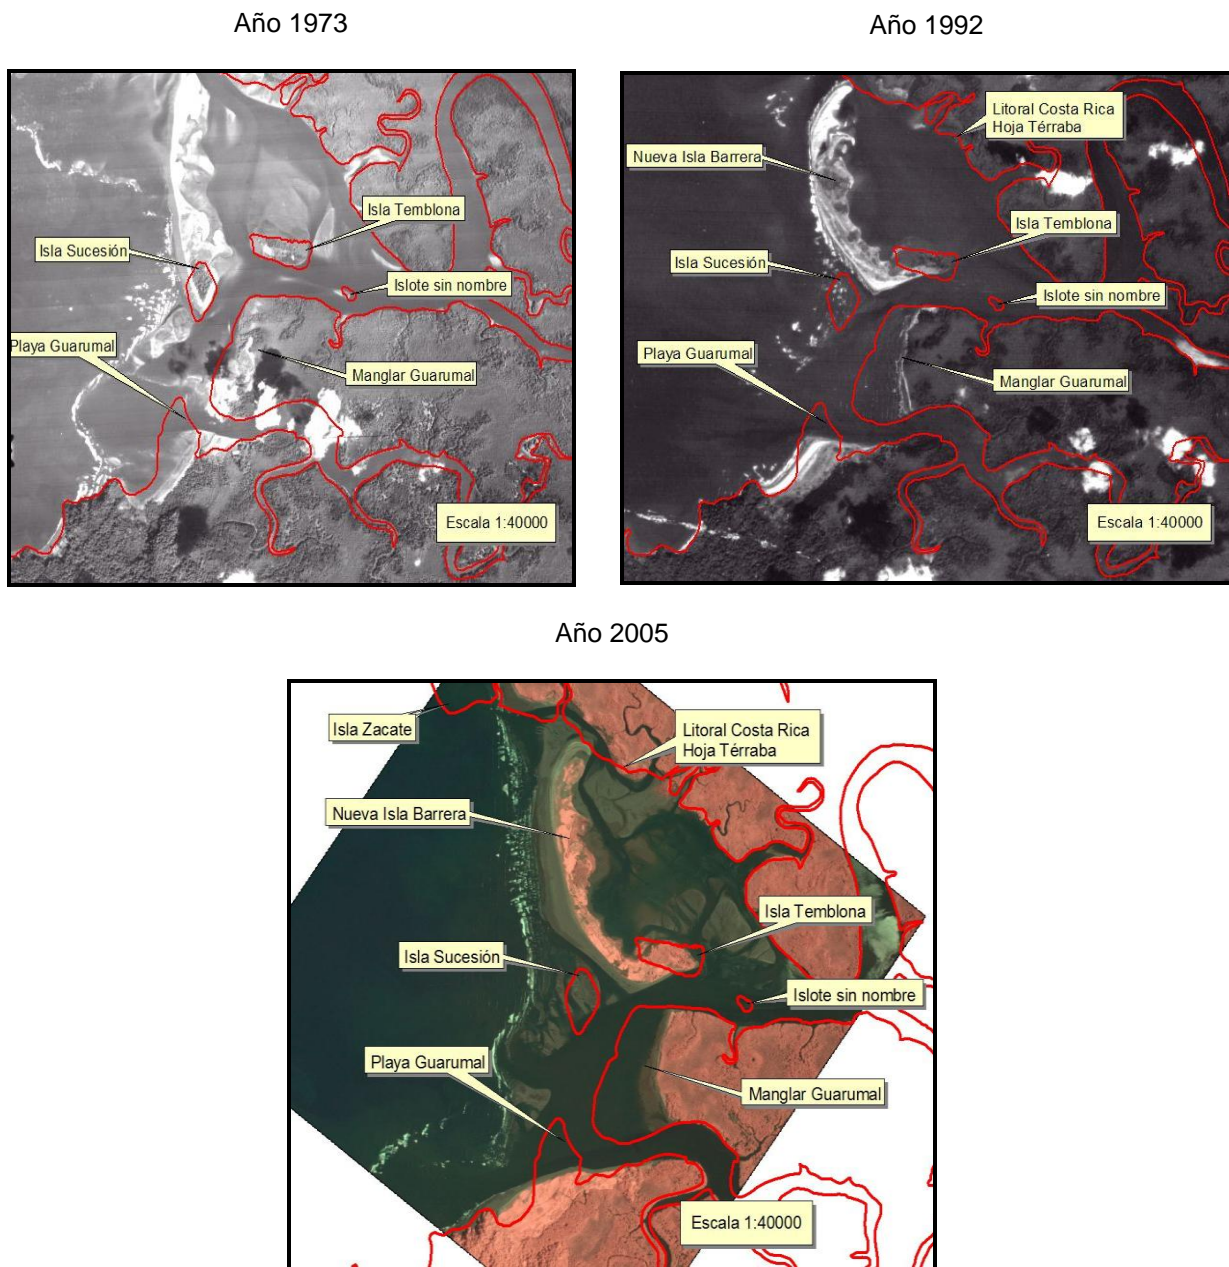 Año 1973
Año 1992
Isla Temblona
Isla Sucesión
Islote sin nombre
Playa Guarumal
Manglar Guarumal
Escala 1:40000
Litoral Costa Rica
Hoja Térraba
Nueva Isla Barrera
Isla Temblona
Isla Sucesión
Islote sin nombre
Playa Guarumal
Manglar Guarumal
Escala 1:40000
Año 2005
Isla Zacate
Litoral Costa Rica
Hoja Térraba
Nueva Isla Barrera
Isla Temblona
Isla Sucesión
Islote sin nombre
Playa Guarumal
Manglar Guarumal
Escala 1:40000